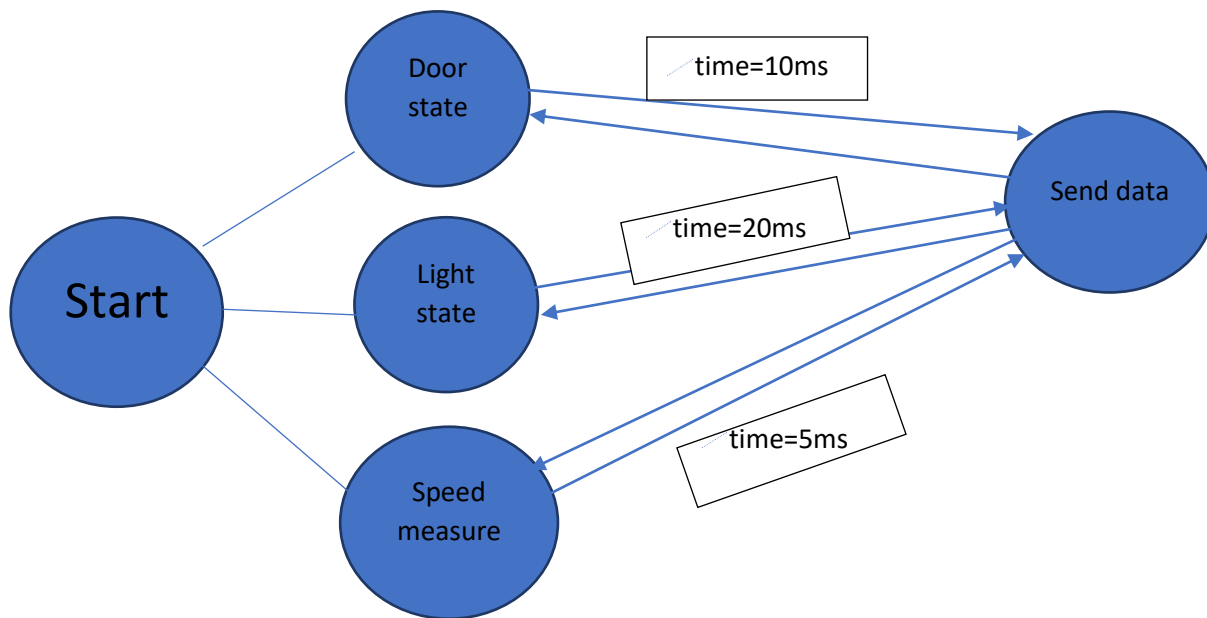 Door
state
time=10ms
Send data
time=20ms
Start
Light
state
time=5ms
Speed
measure